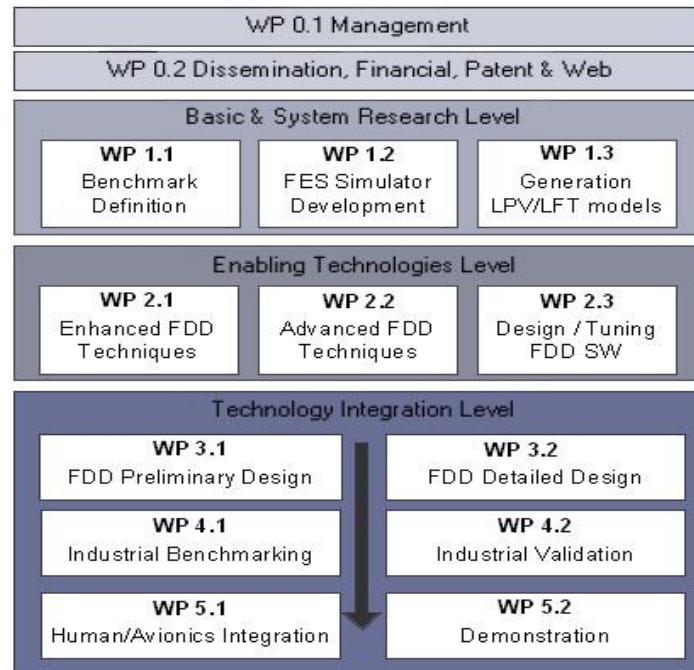 WP 0.1 Management
WP 0.2 Dissemination, Financial, Patent & Web
Basic & System Research Level
WP 1.1
Benchmark
Definition
WP 1.2
FES Simulator
Development
WP 1.3
Generation
LPV/LFT models
Enabling Technologies Level
WP 2.1
Enhanced FDD
Techniques
WP 2.2
Advanced FDD
Techniques
WP 2.3
Design / Tuning
FDD SW
Technology Integration Level
WP 3.1
FDD Preliminary Design
WP 3.2
FDD Detailed Design
WP 4.1
Industrial Benchmarking
WP 4.2
Industrial Validation
WP 5.1
Human/Avionics Integration
WP 5.2
Demonstration